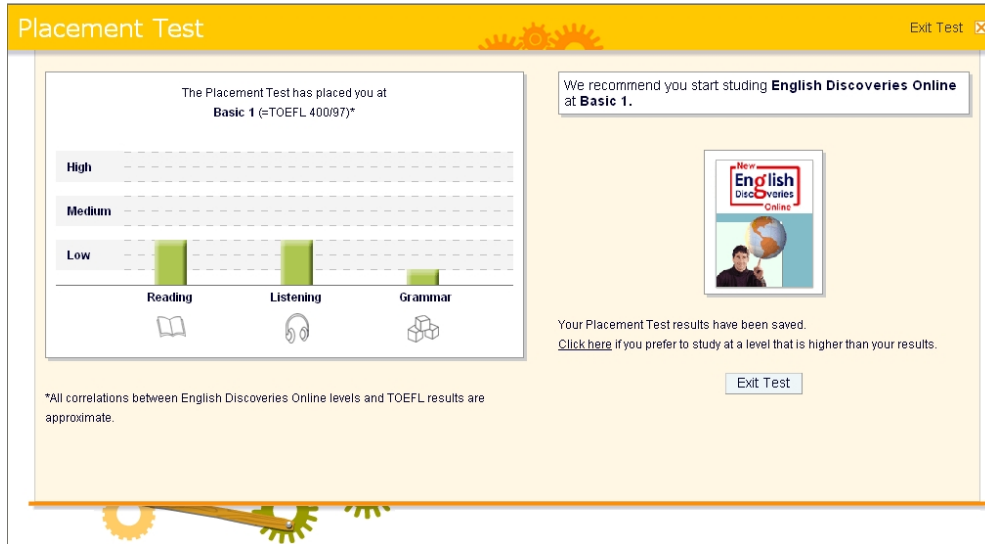 Placement Test
Exit Test
The Placement Test has placed you at
Basic 1 (=TOEFL 400/97)*
High
Medium
Low
Reading
Listening
Grammar
*All correlations between English Discoveries Online levels and TOEFL results are
approximate.
We recommend you start studing English Discoveries Online
at Basic 1.
New
English
Discoveries
Online
Your Placement Test results have been saved.
Click here if you prefer to study at a level that is higher than your results.
Exit Test